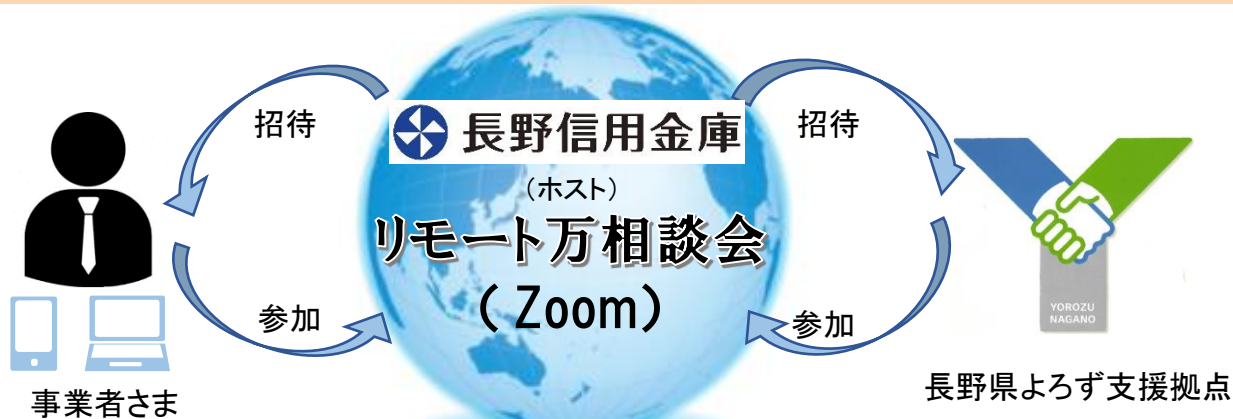 招待
長野信用金庫
招待
(ホスト)
リモート万相談会
(Zoom)
参加
参加
YOROZU
NAGANO
事業者さま
長野県よろず支援拠点